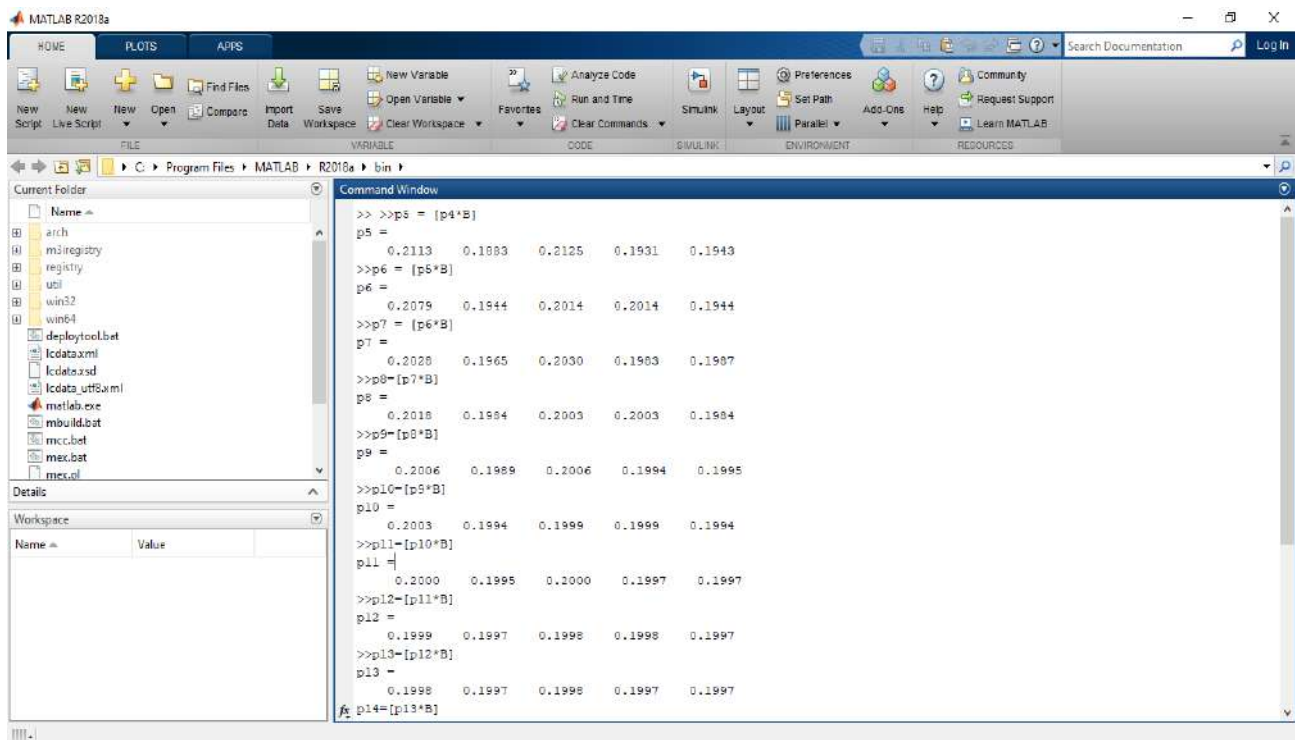 MATLAB R2018a
HOME PLOTS APPS
Search Documentation Log In
New Script
New Live Script
New
Open
Find Files
Compare
Import Data
Save Workspace
New Variable
Open Variable
Clear Workspace
Favorites
Analyze Code
Run and Time
Clear Commands
Simulink
Layout
Preferences
Set Path
Parallel
Add-Ons
Help
Community
Request Support
Learn MATLAB
FILE VARIABLE CODE SIMULINK ENVIRONMENT RESOURCES
C: Program Files MATLAB R2018a bin
Current Folder
Name
arch
m3iregistry
registry
util
win32
win64
deploytool.bat
lcdata.xml
lcdata.xsd
lcdata_utf8.xml
matlab.exe
mbuild.bat
mcc.bat
mex.bat
mex.pl
Details
Workspace
Name Value
Command Window
>> >>p5 = [p4*B]
p5 =
0.2113 0.1883 0.2125 0.1931 0.1943
>>p6 = [p5*B]
p6 =
0.2079 0.1944 0.2014 0.2014 0.1944
>>p7 = [p6*B]
p7 =
0.2028 0.1965 0.2030 0.1983 0.1987
>>p8=[p7*B]
p8 =
0.2018 0.1984 0.2003 0.2003 0.1984
>>p9=[p8*B]
p9 =
0.2006 0.1989 0.2006 0.1994 0.1995
>>p10=[p9*B]
p10 =
0.2003 0.1994 0.1999 0.1999 0.1994
>>p11=[p10*B]
p11 =
0.2000 0.1995 0.2000 0.1997 0.1997
>>p12=[p11*B]
p12 =
0.1999 0.1997 0.1998 0.1998 0.1997
>>p13=[p12*B]
p13 =
0.1998 0.1997 0.1998 0.1997 0.1997
fx p14=[p13*B]